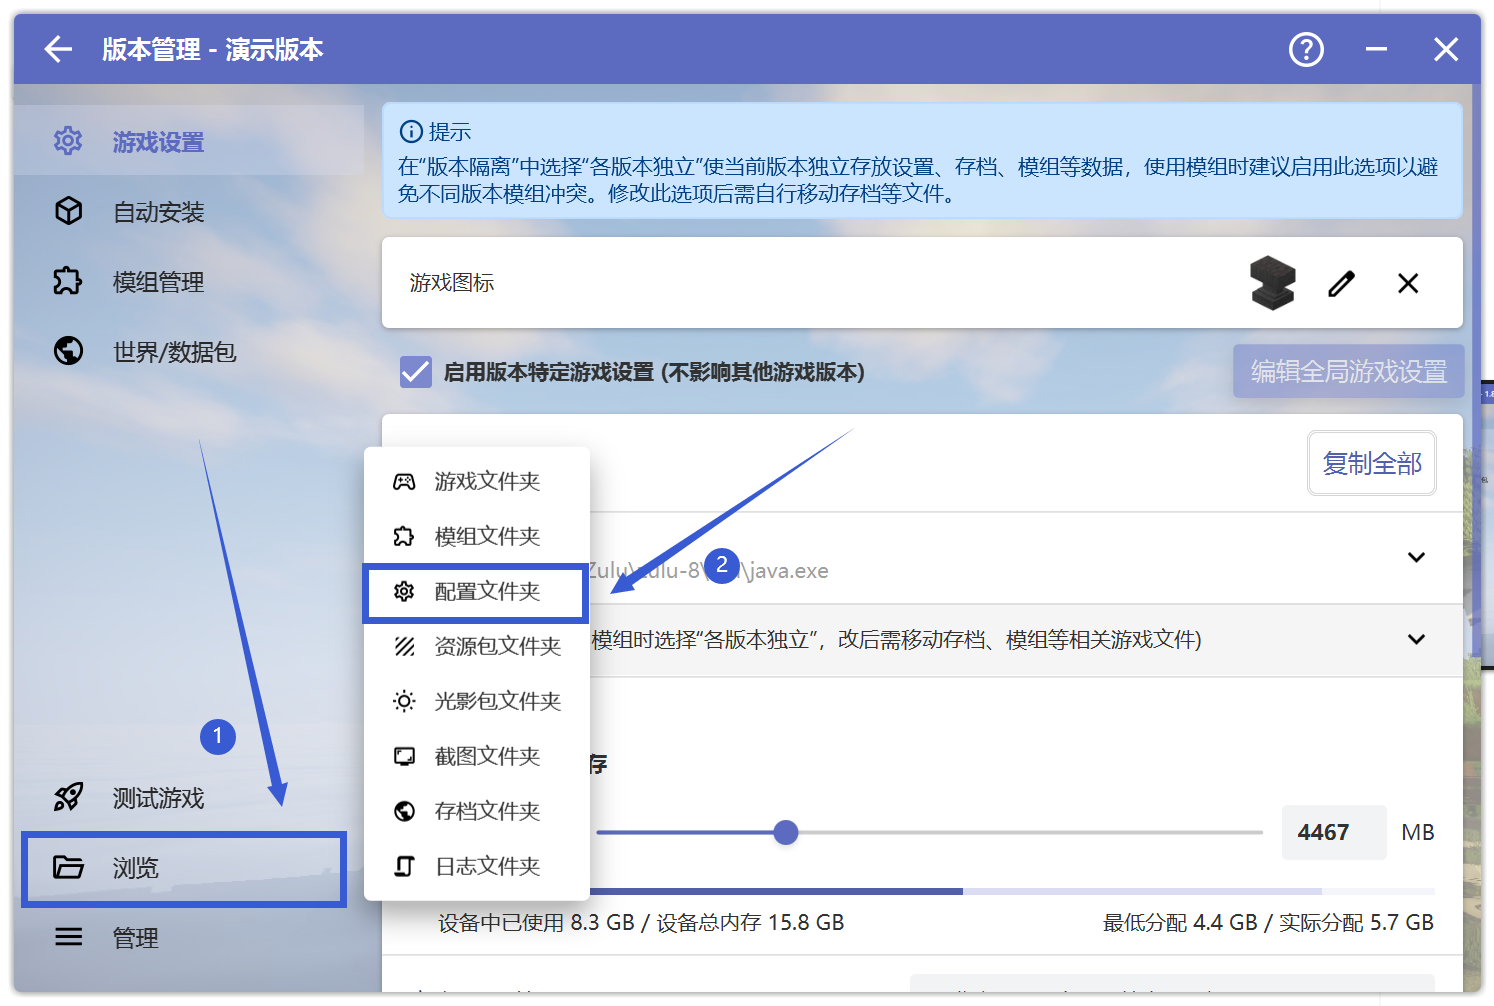 版本管理 - 演示版本
游戏设置
自动安装
模组管理
世界/数据包
提示
在“版本隔离”中选择“各版本独立”使当前版本独立存放设置、存档、模组等数据，使用模组时建议启用此选项以避
免不同版本模组冲突。修改此选项后需自行移动存档等文件。
游戏图标
启用版本特定游戏设置 (不影响其他游戏版本)
编辑全局游戏设置
复制全部
游戏文件夹
模组文件夹
配置文件夹
资源包文件夹
光影包文件夹
截图文件夹
存档文件夹
日志文件夹
2
\java.exe
模组时选择“各版本独立”，改后需移动存档、模组等相关游戏文件)
存
4467 MB
设备中已使用 8.3 GB / 设备总内存 15.8 GB
最低分配 4.4 GB / 实际分配 5.7 GB
1
测试游戏
浏览
管理